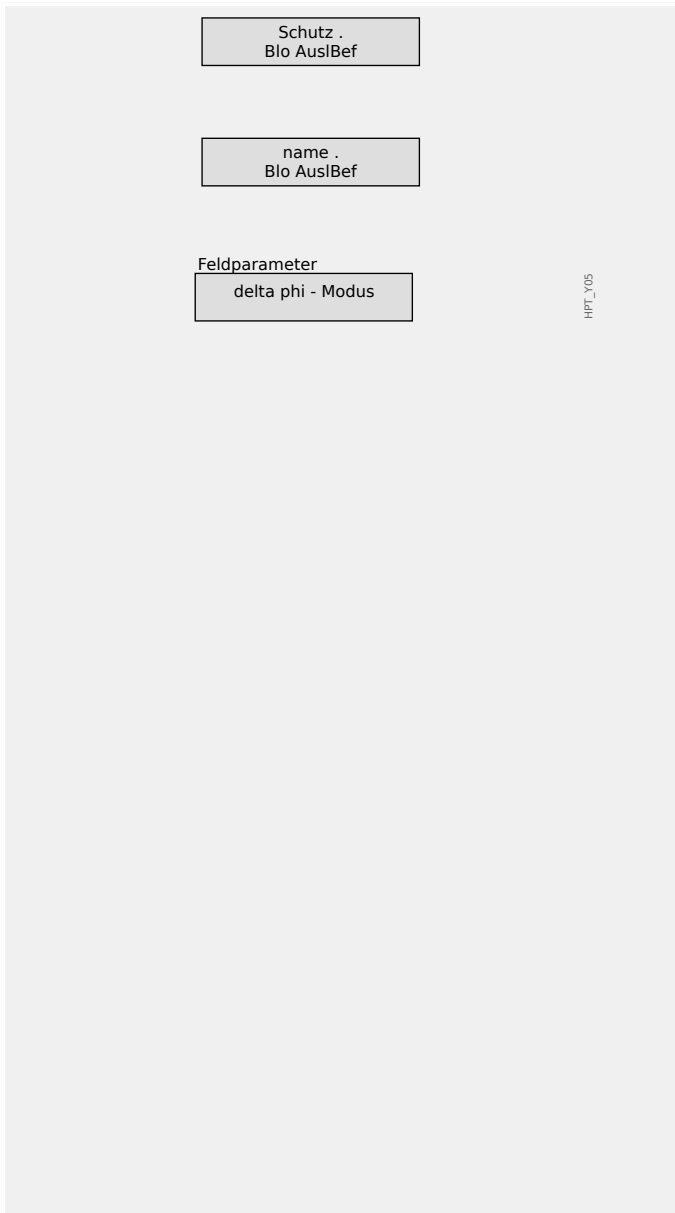 Schutz .
Blo AuslBef
name .
Blo AuslBef
Feldparameter
delta phi - Modus
HPT_Y05